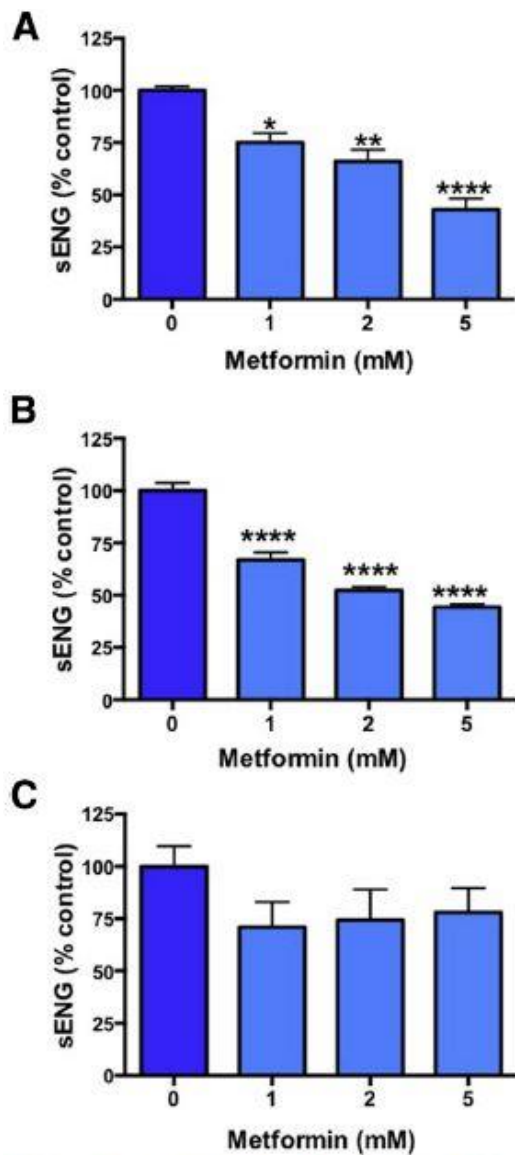 A
sENG (% control)
125
100
75
50
25
0
*
**
****
0 1 2 5
Metformin (mM)
B
sENG (% control)
125
100
75
50
25
0
****
****
****
0 1 2 5
Metformin (mM)
C
sENG (% control)
125
100
75
50
25
0
0 1 2 5
Metformin (mM)